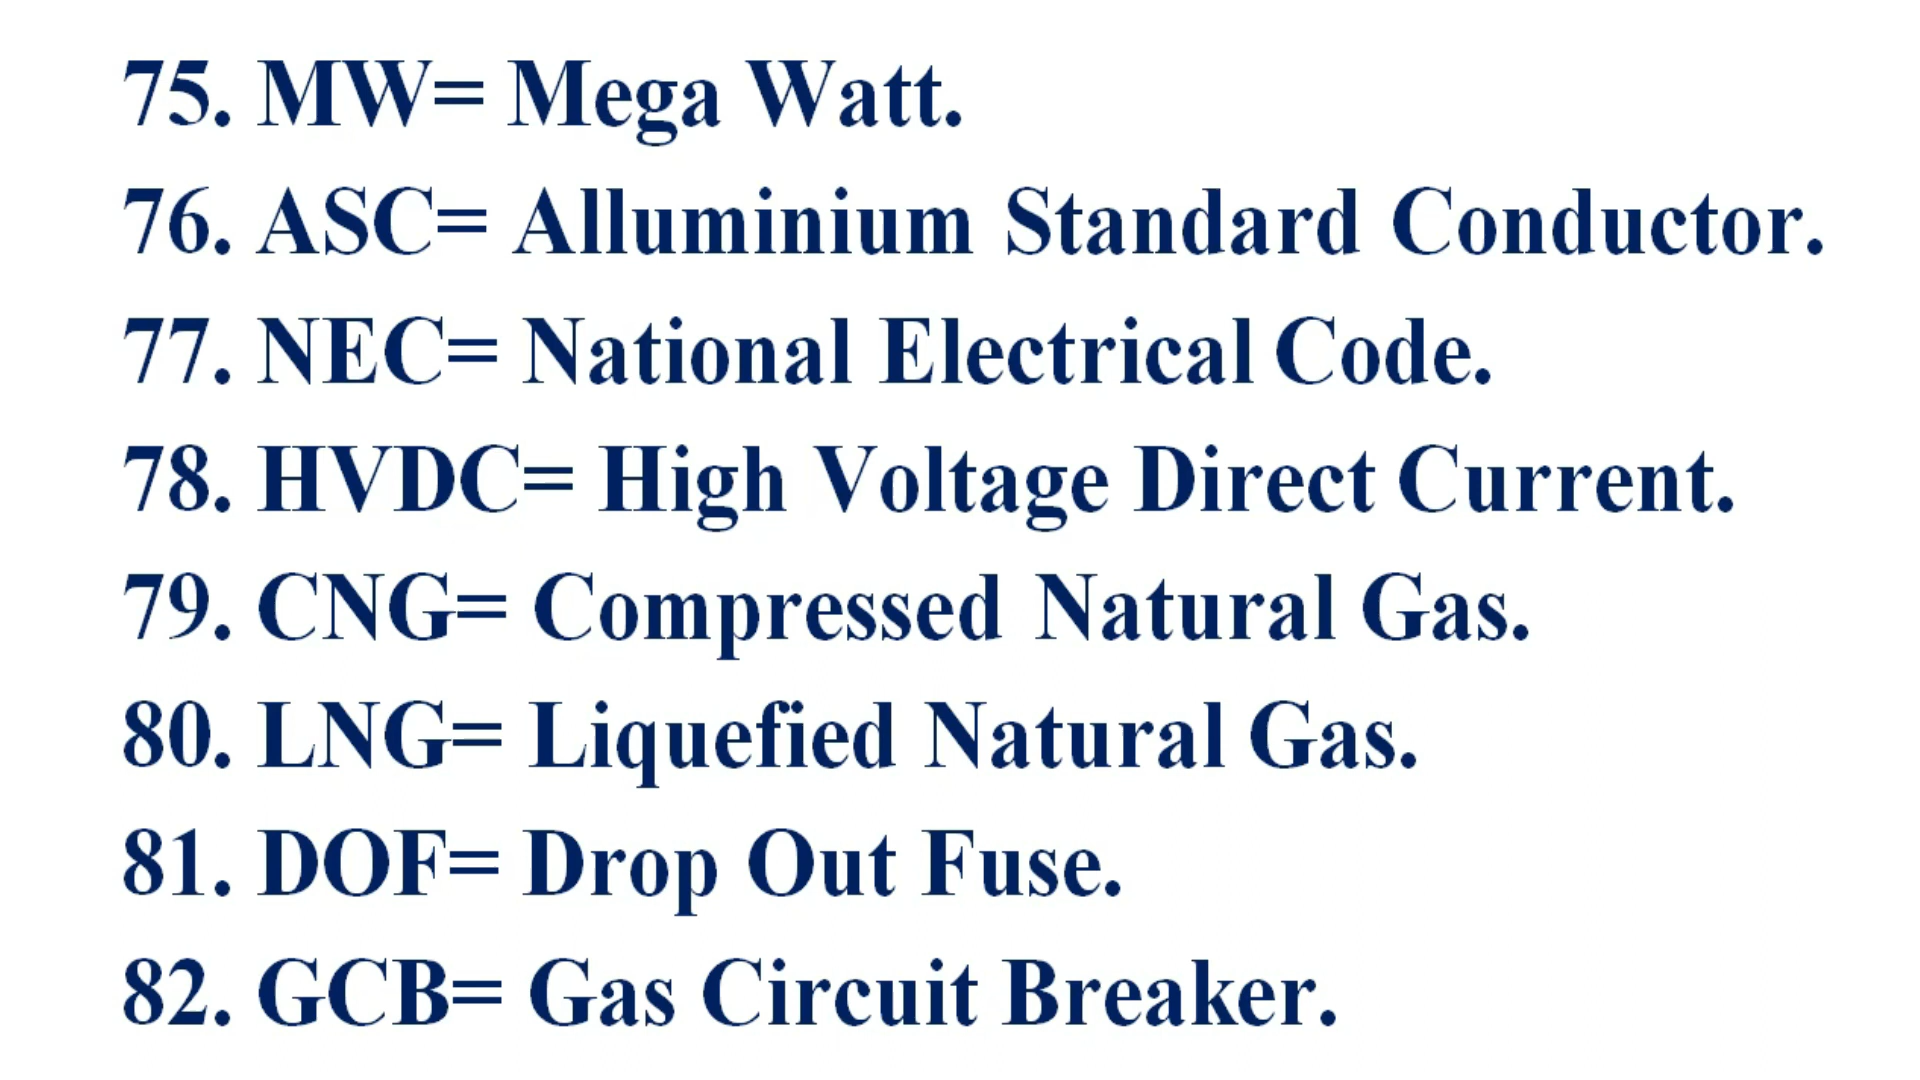 75. MW= Mega Watt.
76. ASC= Alluminium Standard Conductor.
77. NEC= National Electrical Code.
78. HVDC= High Voltage Direct Current.
79. CNG= Compressed Natural Gas.
80. LNG= Liquefied Natural Gas.
81. DOF= Drop Out Fuse.
82. GCB= Gas Circuit Breaker.